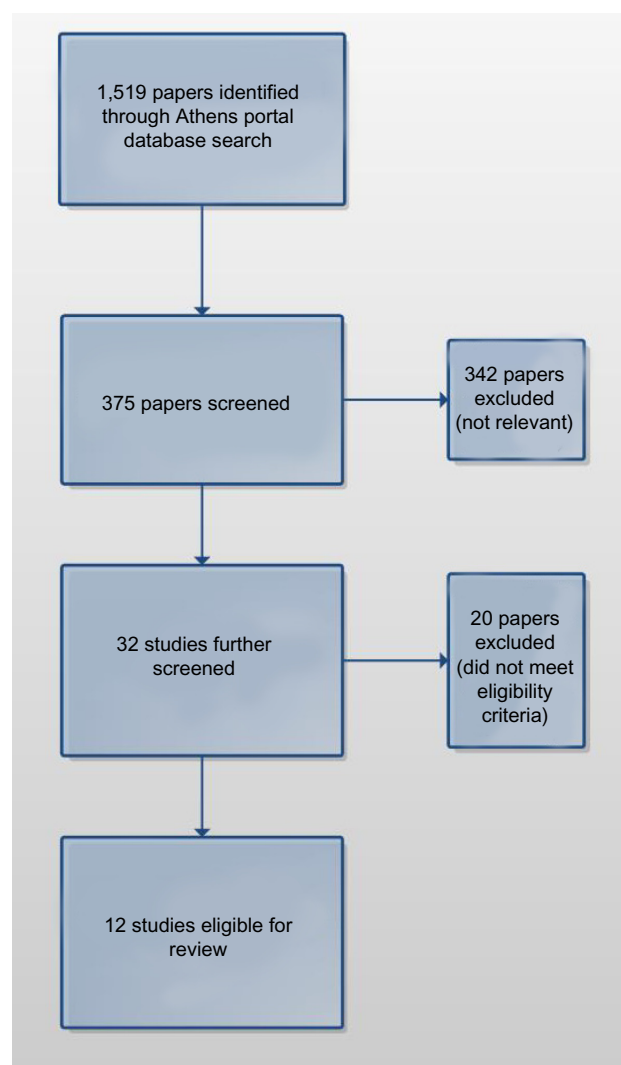 1,519 papers identified
through Athens portal
database search
375 papers screened
342 papers
excluded
(not relevant)
32 studies further
screened
20 papers
excluded
(did not meet
eligibility
criteria)
12 studies eligible for
review